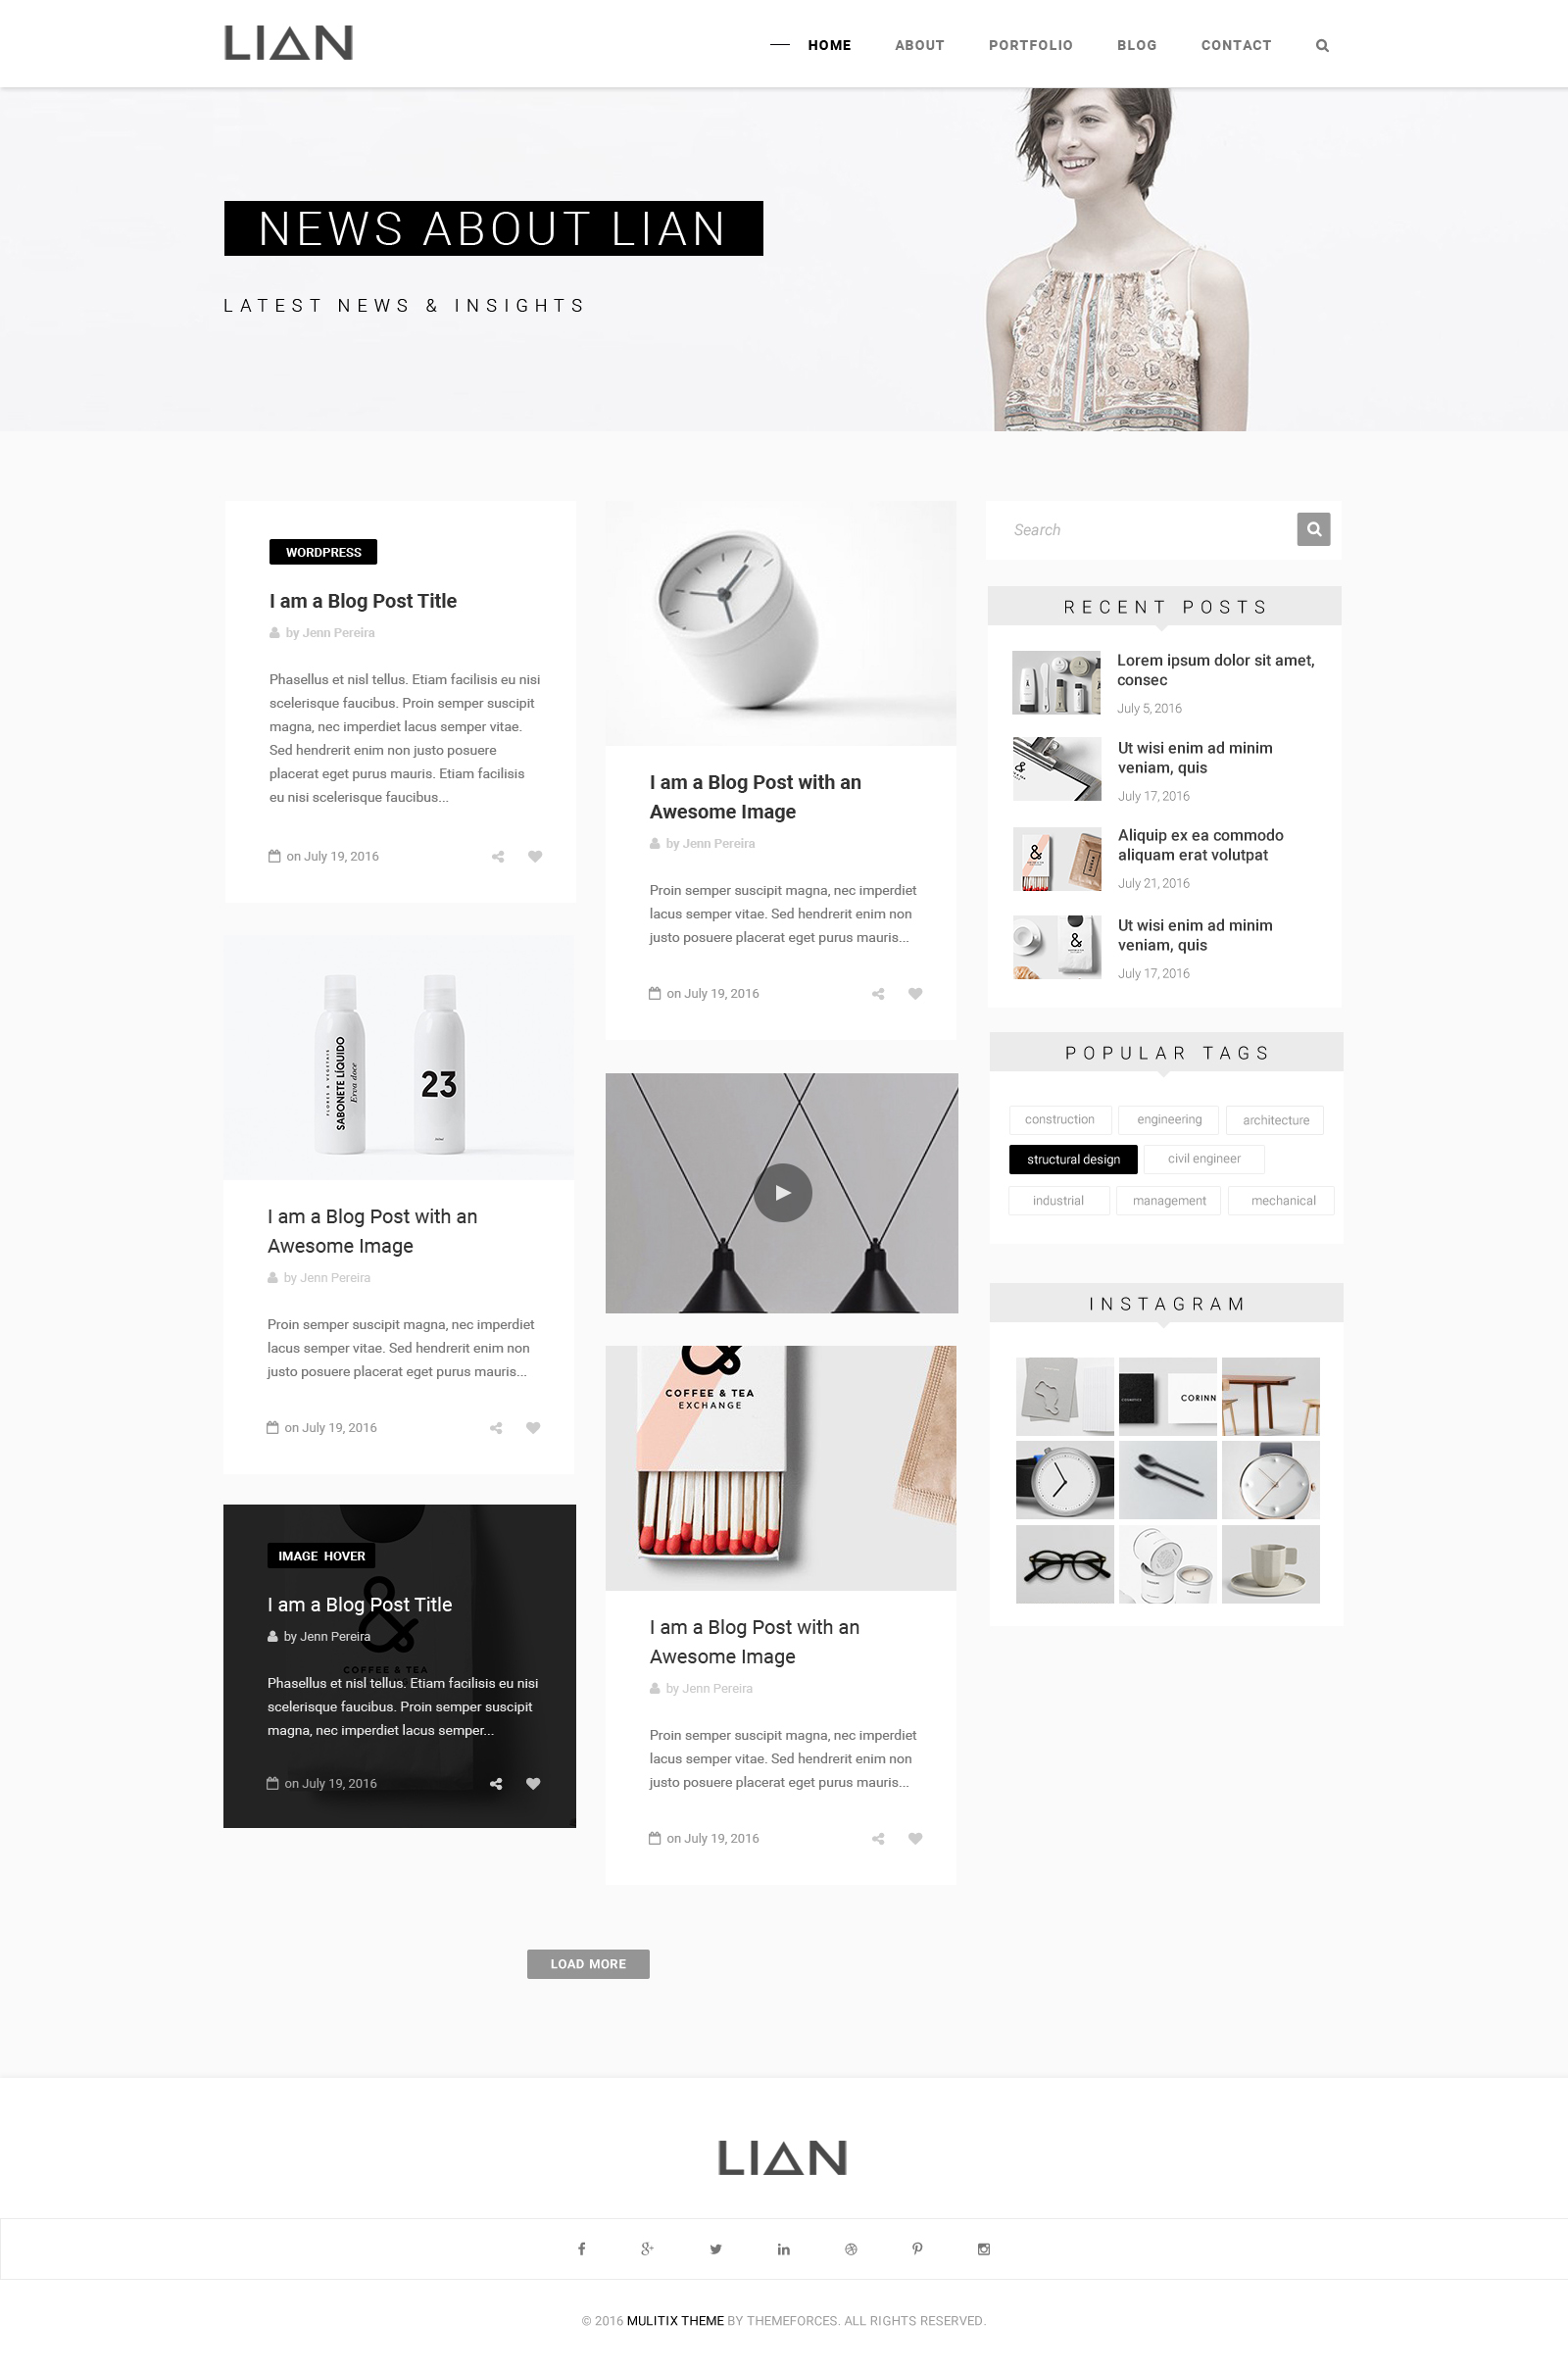 LIAN
HOME ABOUT PORTFOLIO BLOG CONTACT
NEWS ABOUT LIAN
LATEST NEWS & INSIGHTS
WORDPRESS
I am a Blog Post Title
by Jenn Pereira
Phasellus et nisl tellus. Etiam facilisis eu nisi
scelerisque faucibus. Proin semper suscipit
magna, nec imperdiet lacus semper vitae.
Sed hendrerit enim non justo posuere
placerat eget purus mauris. Etiam facilisis
eu nisi scelerisque faucibus...
on July 19, 2016
FLORES & VEGETAIS
SABONETE LÍQUIDO
Erva doce
23
I am a Blog Post with an
Awesome Image
by Jenn Pereira
Proin semper suscipit magna, nec imperdiet
lacus semper vitae. Sed hendrerit enim non
justo posuere placerat eget purus mauris...
on July 19, 2016
IMAGE HOVER
I am a Blog Post Title
by Jenn Pereira
&
COFFEE & TEA
Phasellus et nisl tellus. Etiam facilisis eu nisi
scelerisque faucibus. Proin semper suscipit
magna, nec imperdiet lacus semper...
on July 19, 2016
I am a Blog Post with an
Awesome Image
by Jenn Pereira
Proin semper suscipit magna, nec imperdiet
lacus semper vitae. Sed hendrerit enim non
justo posuere placerat eget purus mauris...
on July 19, 2016
&
COFFEE & TEA
EXCHANGE
I am a Blog Post with an
Awesome Image
by Jenn Pereira
Proin semper suscipit magna, nec imperdiet
lacus semper vitae. Sed hendrerit enim non
justo posuere placerat eget purus mauris...
on July 19, 2016
LOAD MORE
Search
RECENT POSTS
Lorem ipsum dolor sit amet,
consec
July 5, 2016
Ut wisi enim ad minim
veniam, quis
July 17, 2016
&
Aliquip ex ea commodo
aliquam erat volutpat
July 21, 2016
&
Ut wisi enim ad minim
veniam, quis
July 17, 2016
POPULAR TAGS
construction engineering architecture
structural design civil engineer
industrial management mechanical
INSTAGRAM
CORINN
LIAN
© 2016 MULITIX THEME BY THEMEFORCES. ALL RIGHTS RESERVED.